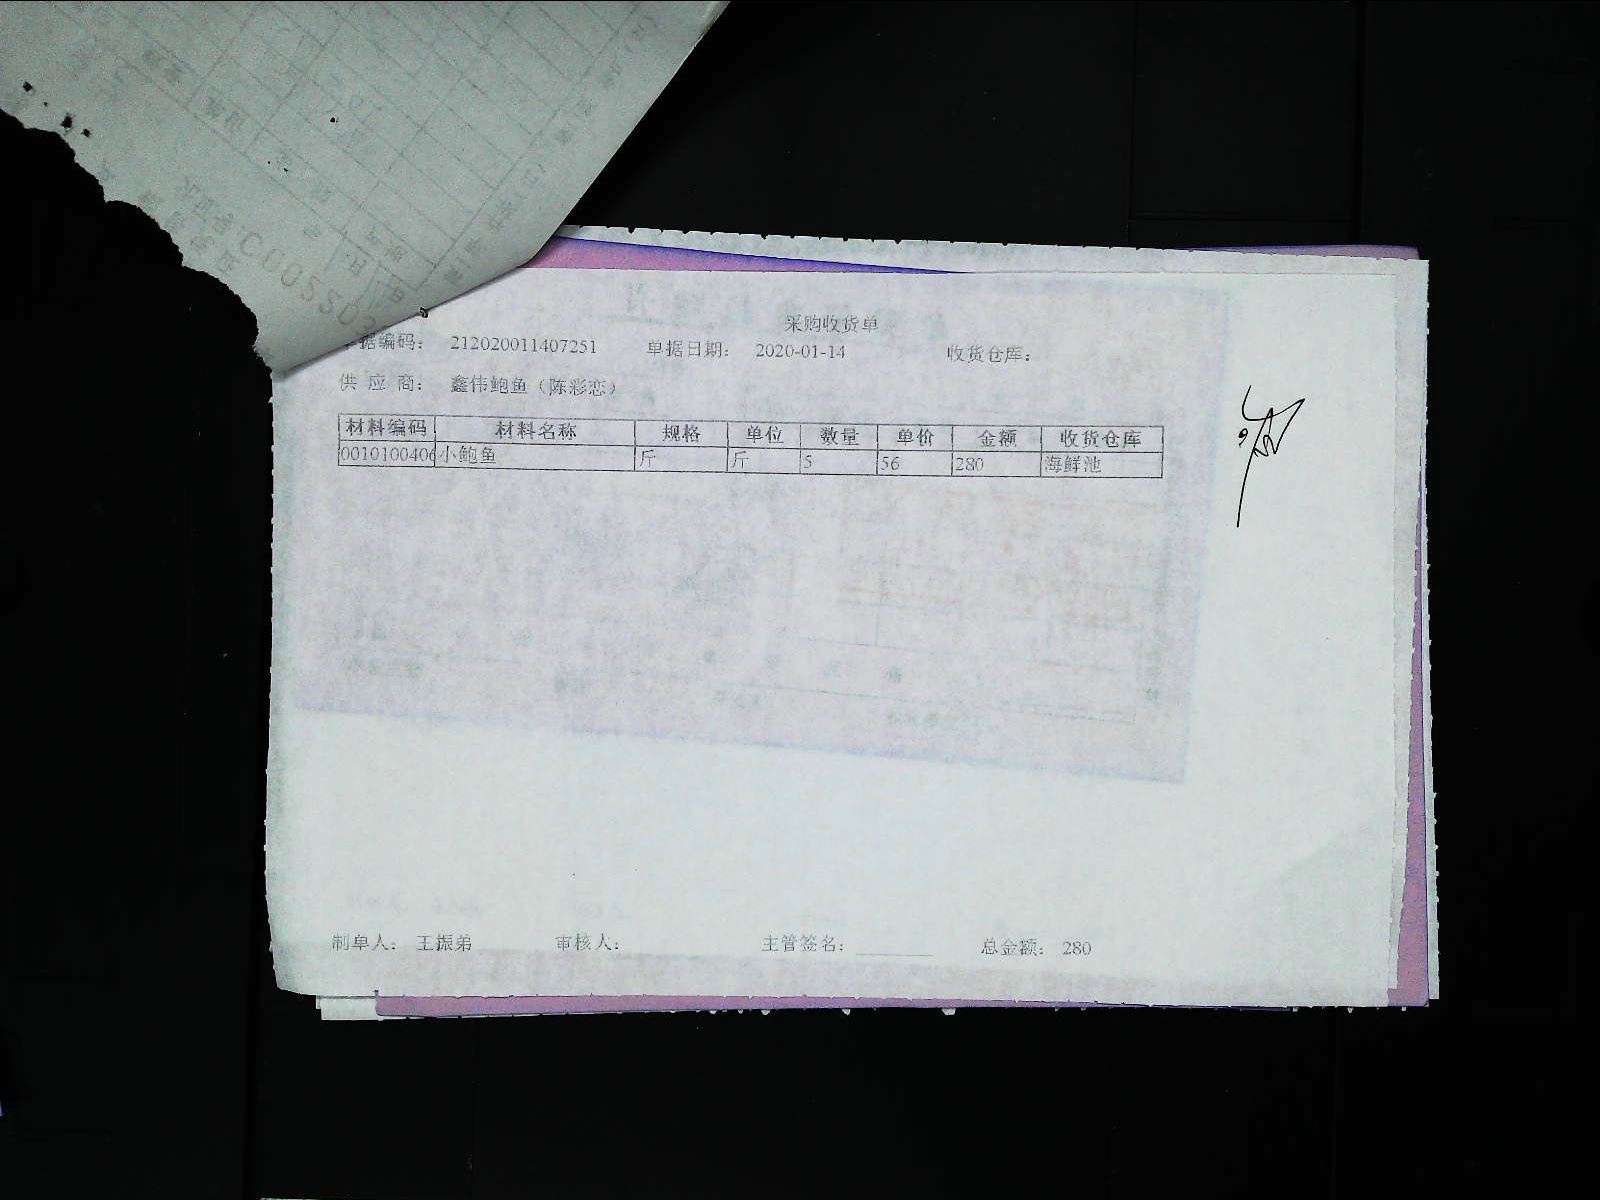 采购收货单
据编码： 212020011407251 单据日期： 2020-01-14 收货仓库：
供 应 商： 鑫伟鲍鱼（陈彩恋）
材料编码 材料名称 规格 单位 数量 单价 金额 收货仓库
0010100406 小鲍鱼 斤 斤 5 56 280 海鲜池
制单人： 王振弟 审核人： 主管签名： 总金额： 280